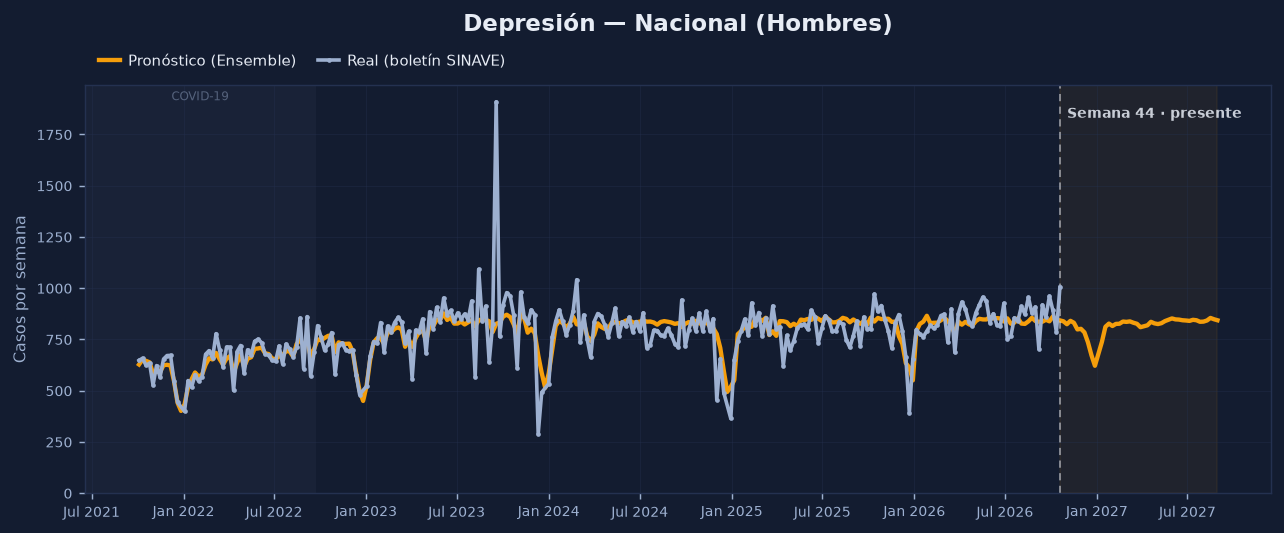 Depresión — Nacional (Hombres)
Pronóstico (Ensemble)
Real (boletín SINAVE)
COVID-19
Semana 44 · presente
Casos por semana
1750
1500
1250
1000
750
500
250
0
Jul 2021
Jan 2022
Jul 2022
Jan 2023
Jul 2023
Jan 2024
Jul 2024
Jan 2025
Jul 2025
Jan 2026
Jul 2026
Jan 2027
Jul 2027